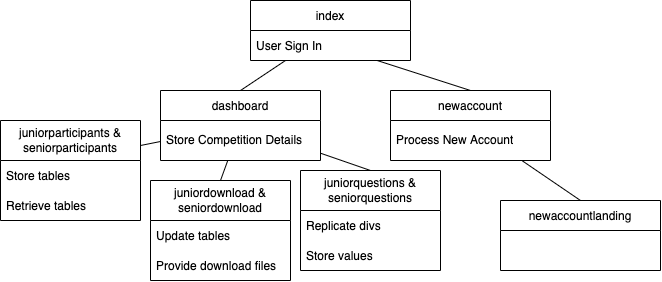 index
User Sign In
dashboard
Store Competition Details
newaccount
Process New Account
juniorparticipants &
seniorparticipants
Store tables
Retrieve tables
juniordownload &
seniordownload
Update tables
Provide download files
juniorquestions &
seniorquestions
Replicate divs
Store values
newaccountlanding